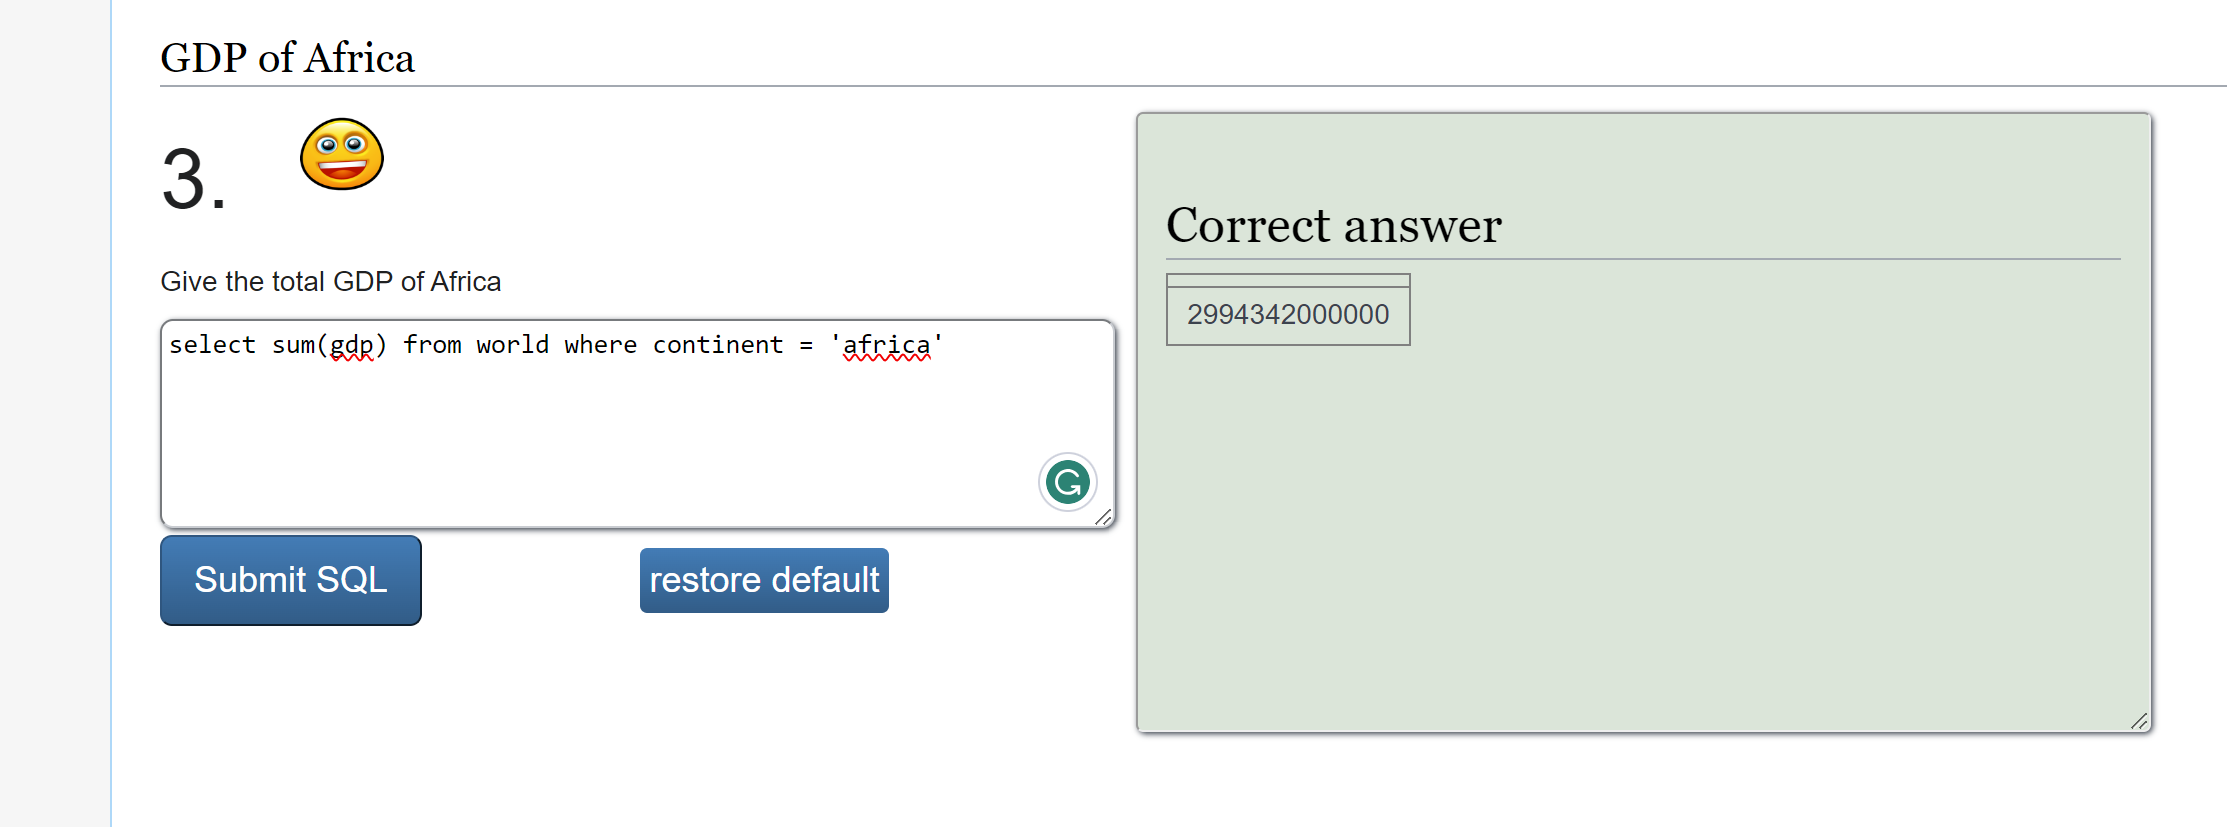 GDP of Africa
3.
Give the total GDP of Africa
select sum(gdp) from world where continent = 'africa'
Submit SQL
restore default
Correct answer
2994342000000